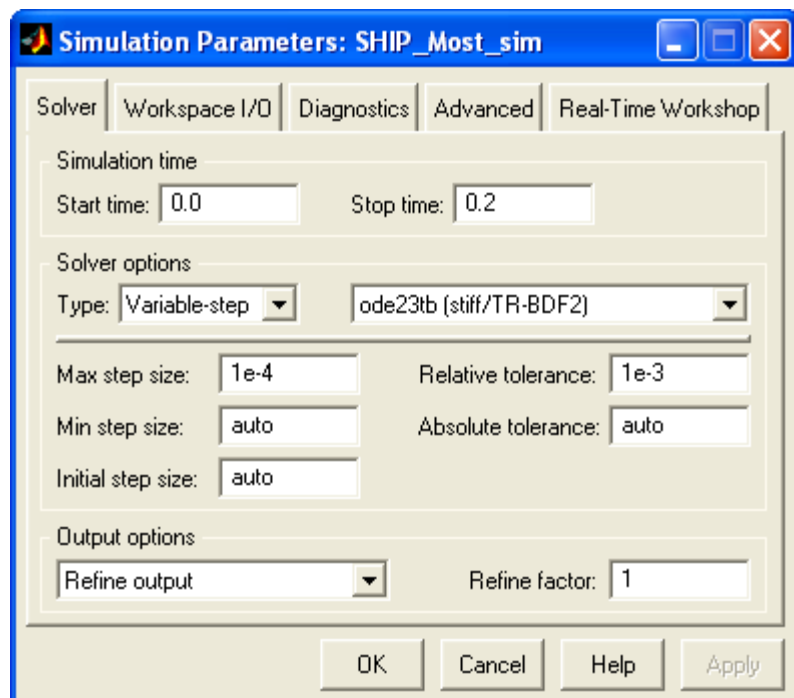 Simulation Parameters: SHIP_Most_sim
Solver Workspace I/O Diagnostics Advanced Real-Time Workshop
Simulation time
Start time: 0.0 Stop time: 0.2
Solver options
Type: Variable-step ode23tb (stiff/TR-BDF2)
Max step size: 1e-4 Relative tolerance: 1e-3
Min step size: auto Absolute tolerance: auto
Initial step size: auto
Output options
Refine output Refine factor: 1
OK Cancel Help Apply